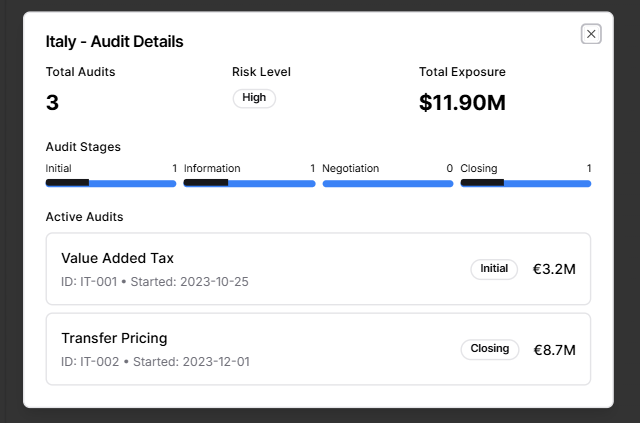 Italy - Audit Details
Total Audits
3
Risk Level
High
Total Exposure
$11.90M
Audit Stages
Initial 1
Information 1
Negotiation 0
Closing 1
Active Audits
Value Added Tax
ID: IT-001 • Started: 2023-10-25
Initial
€3.2M
Transfer Pricing
ID: IT-002 • Started: 2023-12-01
Closing
€8.7M